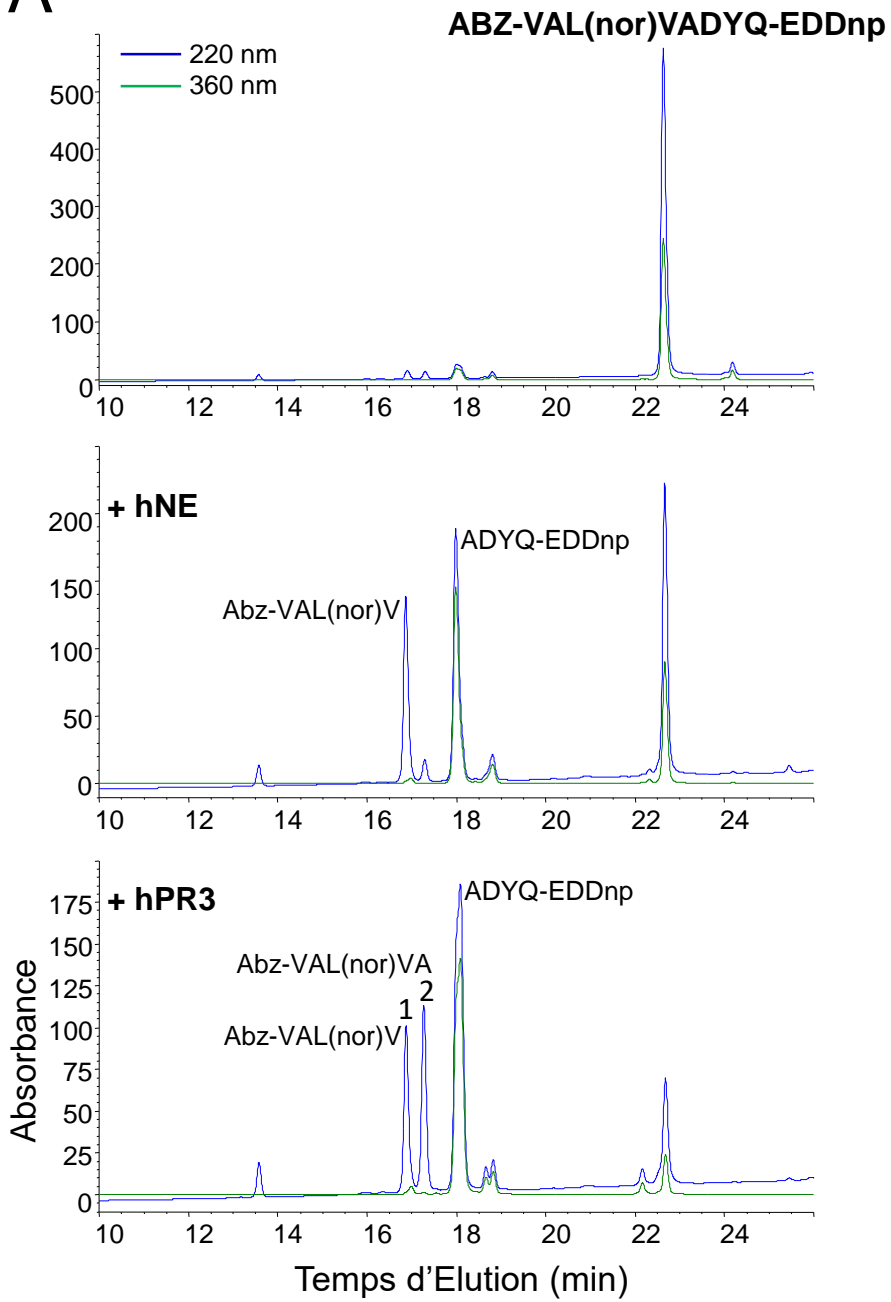 A
ABZ-VAL(nor)VADYQ-EDDnp
220 nm
360 nm
500
400
300
200
100
0
10 12 14 16 18 20 22 24
+ hNE
ADYQ-EDDnp
Abz-VAL(nor)V
200
150
100
50
0
10 12 14 16 18 20 22 24
+ hPR3
ADYQ-EDDnp
Abz-VAL(nor)VA
2
1
Abz-VAL(nor)V
175
150
125
100
75
50
25
0
Absorbance
10 12 14 16 18 20 22 24
Temps d'Elution (min)